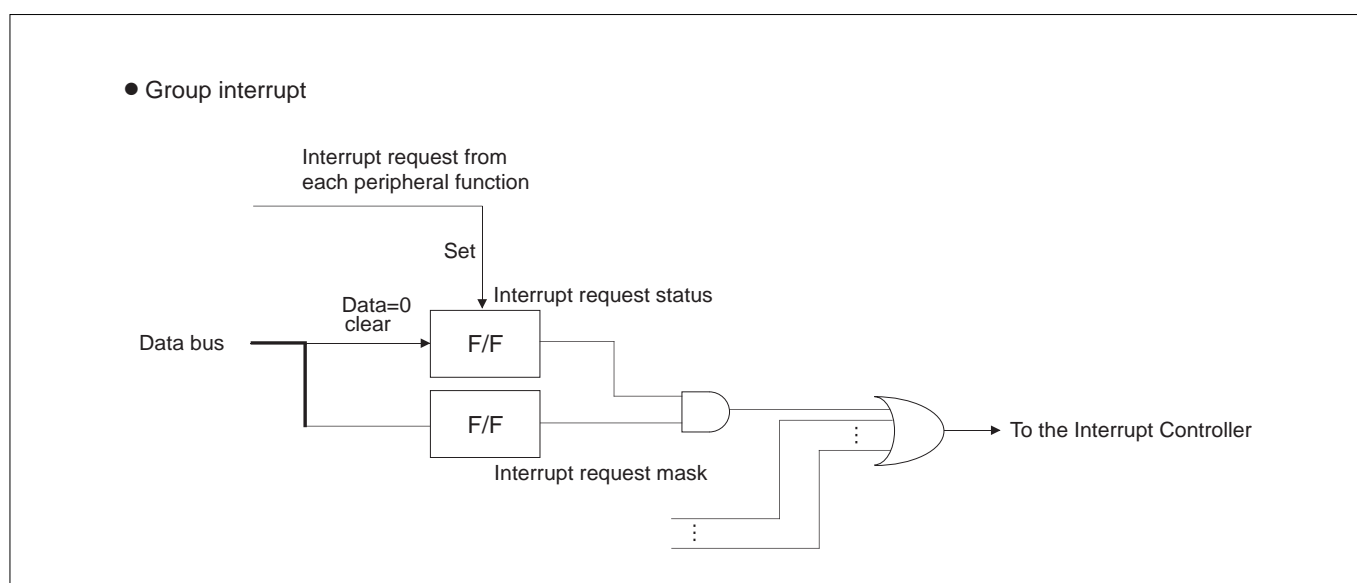 ● Group interrupt
Interrupt request from
each peripheral function
Set
Interrupt request status
Data=0
clear
Data bus
F/F
F/F
Interrupt request mask
To the Interrupt Controller